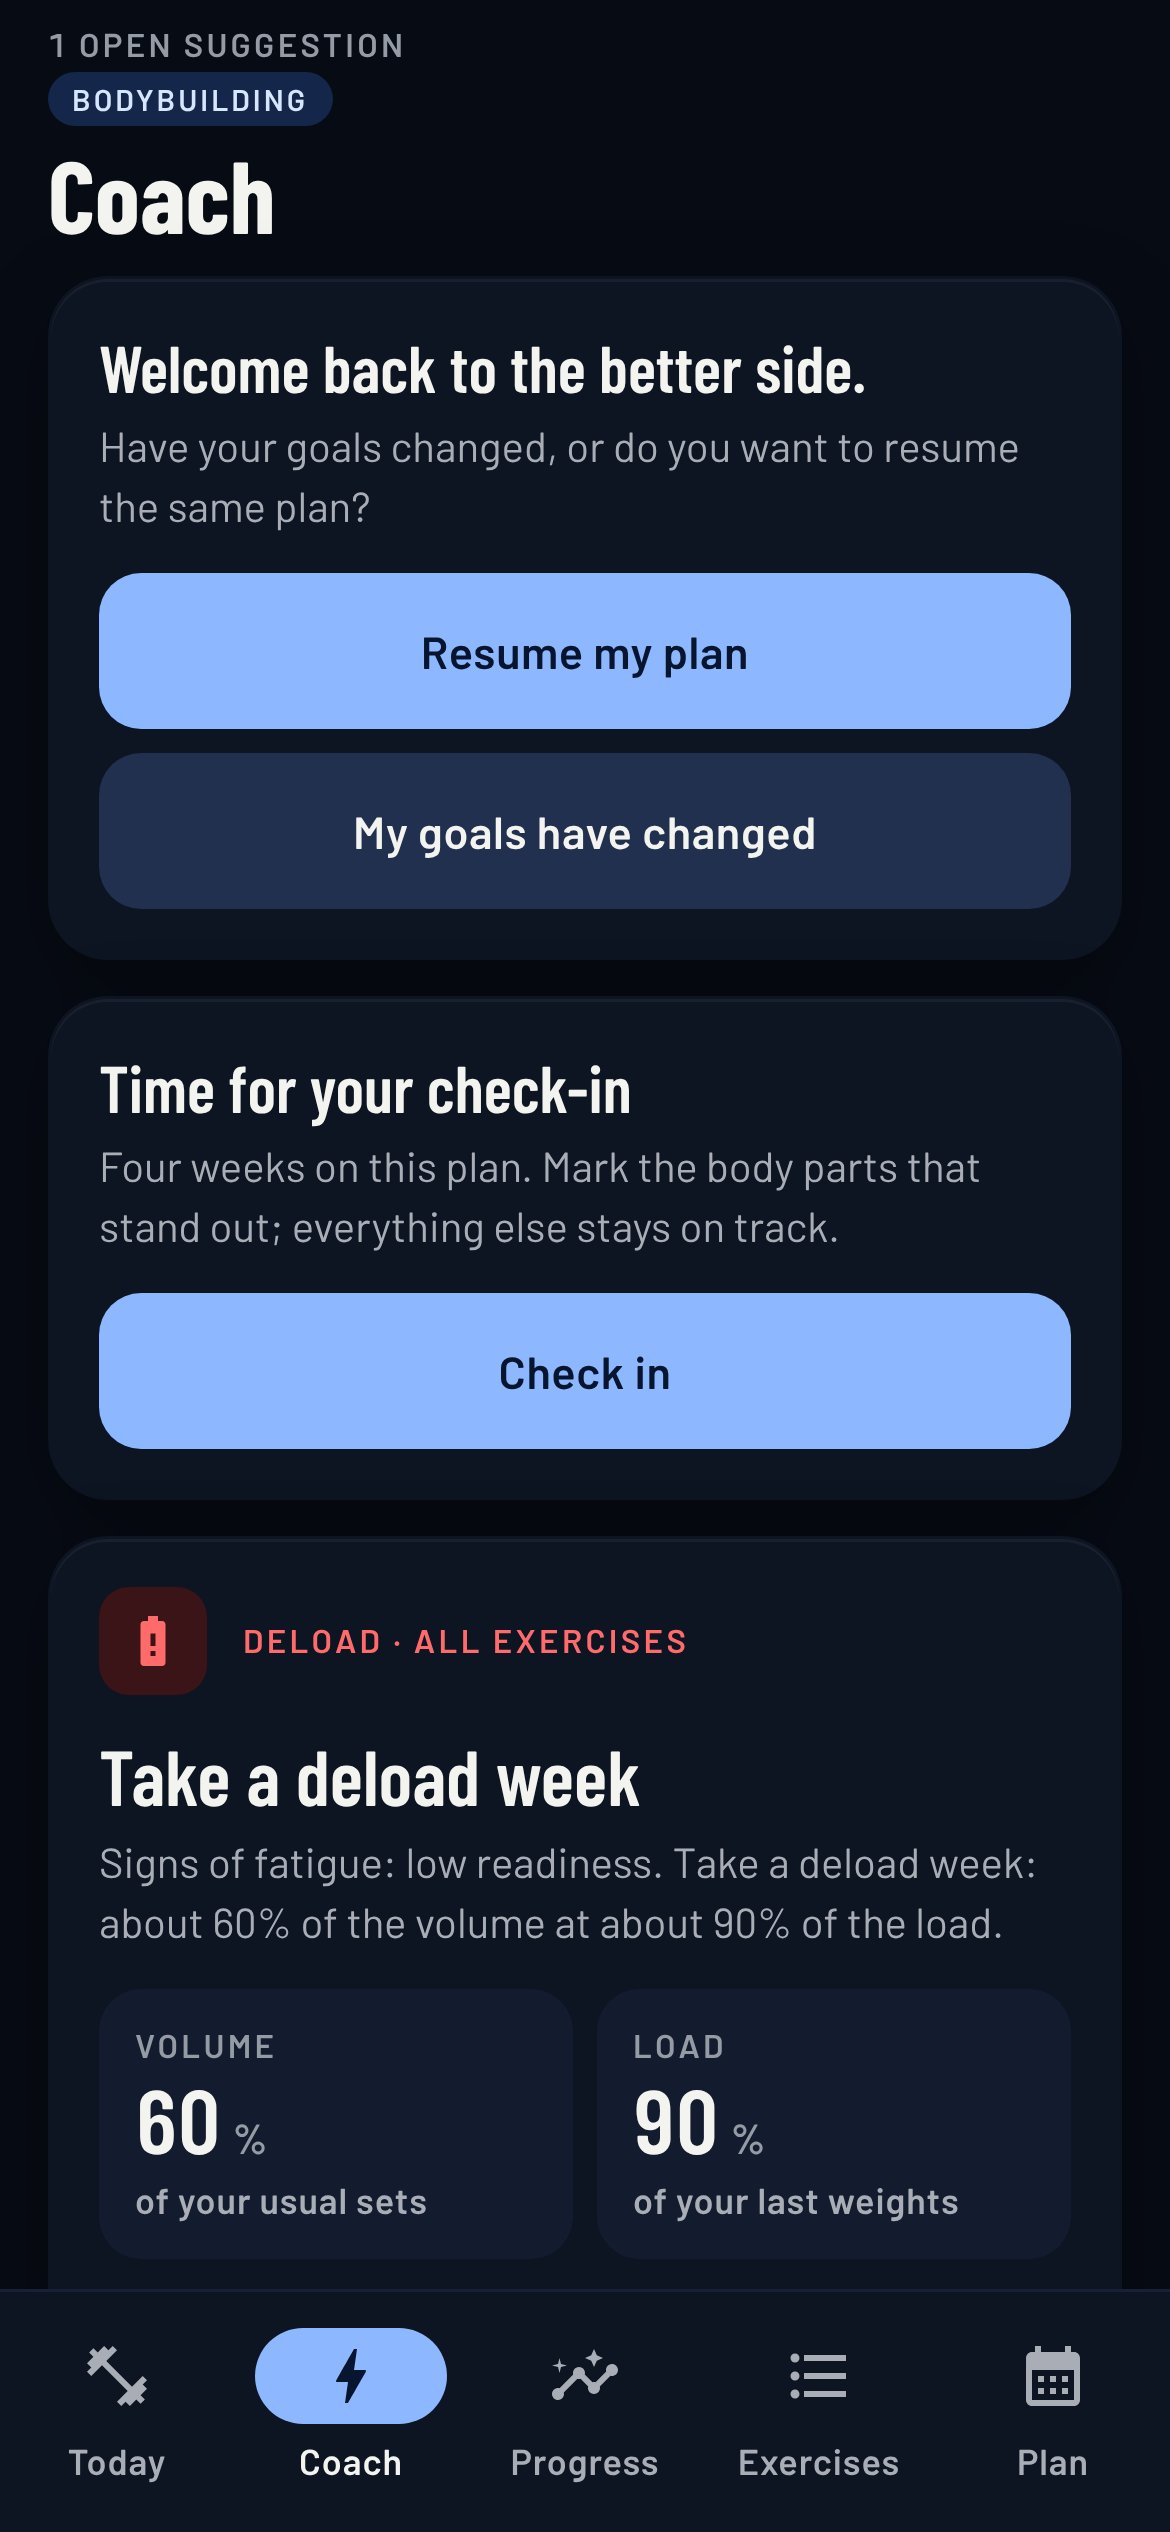 1 OPEN SUGGESTION
BODYBUILDING
Coach
Welcome back to the better side.
Have your goals changed, or do you want to resume
the same plan?
Resume my plan
My goals have changed
Time for your check-in
Four weeks on this plan. Mark the body parts that
stand out; everything else stays on track.
Check in
DELOAD · ALL EXERCISES
Take a deload week
Signs of fatigue: low readiness. Take a deload week:
about 60% of the volume at about 90% of the load.
VOLUME
60 %
of your usual sets
LOAD
90 %
of your last weights
Today
Coach
Progress
Exercises
Plan